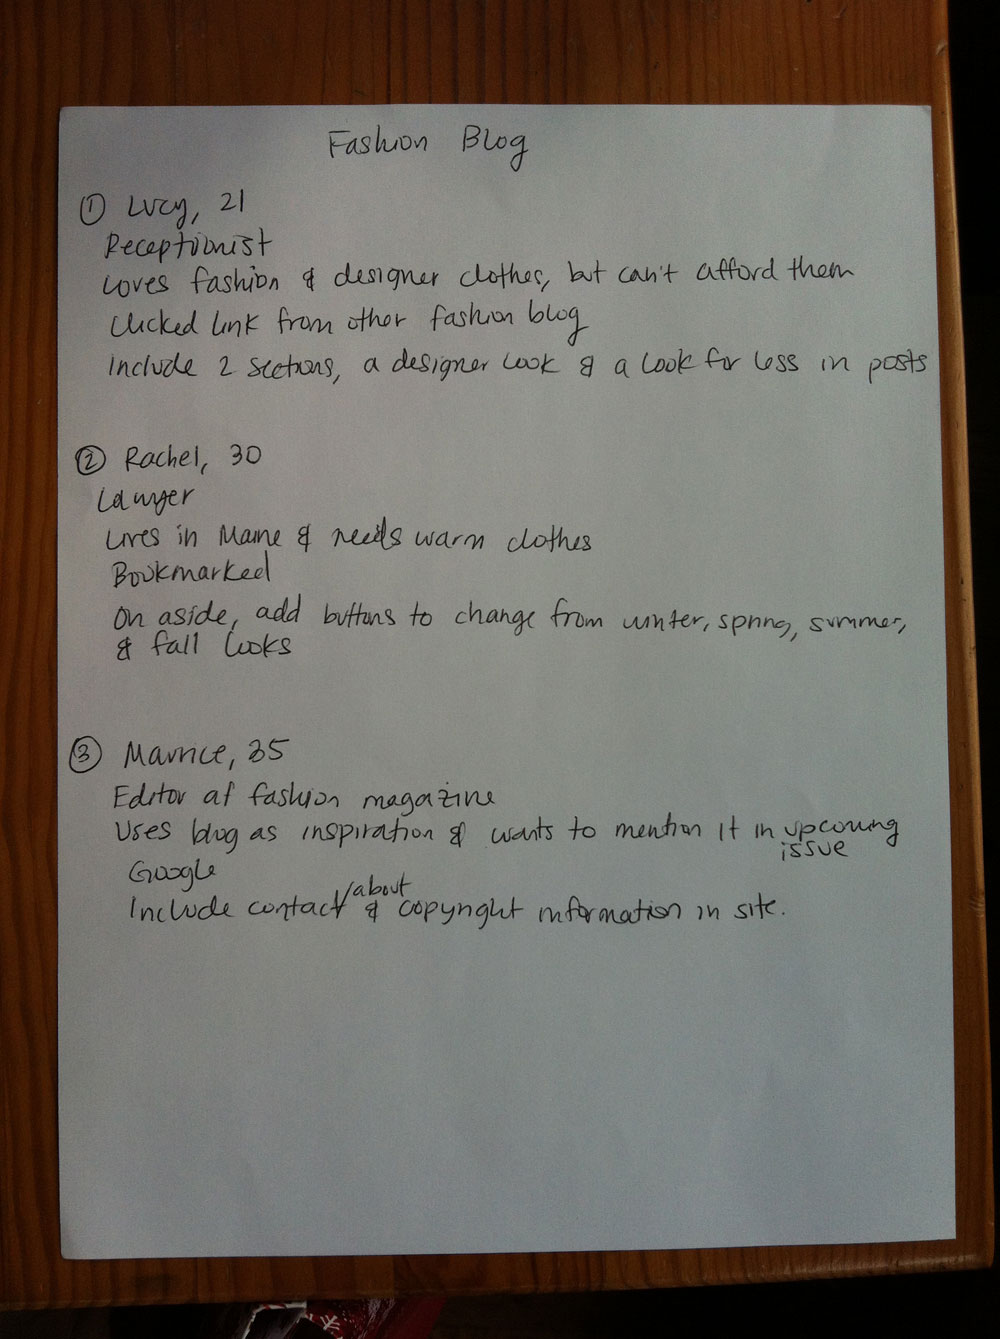 Fashion Blog
① Lucy, 21
Receptionist
Loves fashion & designer clothes, but can't afford them
Clicked link from other fashion blog
Include 2 sections, a designer look & a look for less in posts
② Rachel, 30
Lawyer
Lives in Maine & needs warm clothes
Bookmarked
On aside, add buttons to change from winter, spring, summer,
& fall looks
③ Maurice, 35
Editor of fashion magazine
Uses blog as inspiration & wants to mention it in upcoming
issue
Google
Include contact/about & copyright information in site.